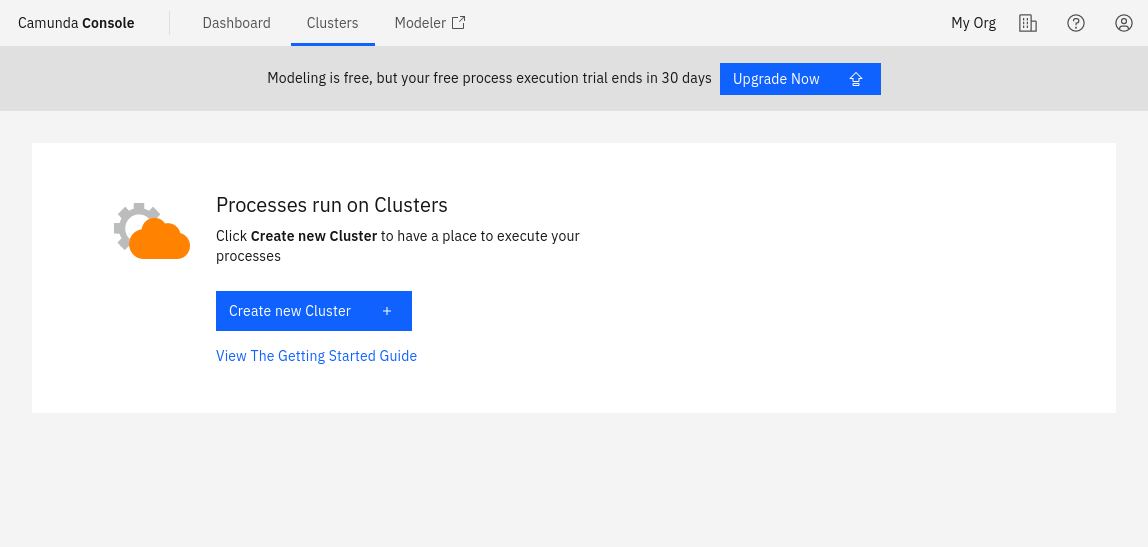 Camunda Console
Dashboard
Clusters
Modeler
My Org
Modeling is free, but your free process execution trial ends in 30 days
Upgrade Now
Processes run on Clusters
Click Create new Cluster to have a place to execute your
processes
Create new Cluster +
View The Getting Started Guide